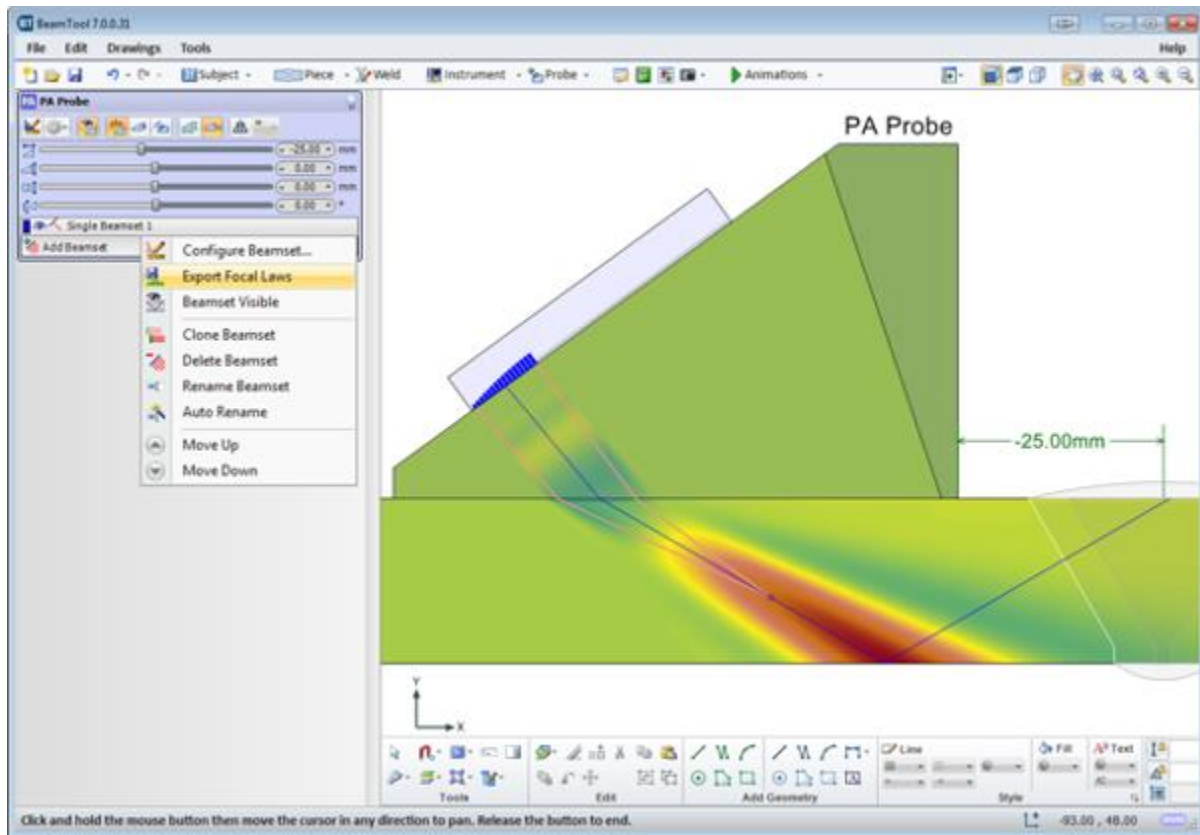 BeamTool 7.0.0.31
File Edit Drawings Tools Help
Subject Piece Weld Instrument Probe Animations
PA PA Probe
-25.00 mm
0.00 mm
0.00 mm
0.00 °
Single Beamset 1
Add Beamset
Configure Beamset...
Export Focal Laws
Beamset Visible
Clone Beamset
Delete Beamset
Rename Beamset
Auto Rename
Move Up
Move Down
PA Probe
-25.00mm
Y
X
Line Fill Text
Tools Edit Add Geometry Style
Click and hold the mouse button then move the cursor in any direction to pan. Release the button to end.
-93.00 , 48.00